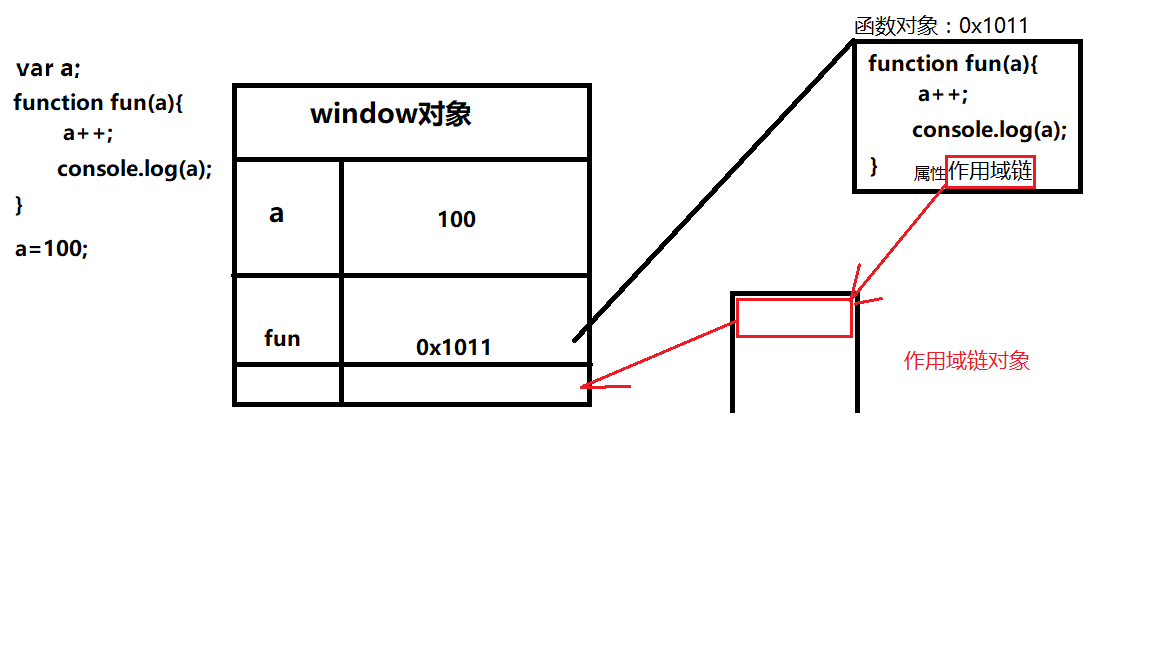 var a;
function fun(a){
a++;
console.log(a);
}
a=100;
window对象
a
100
fun
0x1011
函数对象：0x1011
function fun(a){
a++;
console.log(a);
}
属性作用域链
作用域链对象